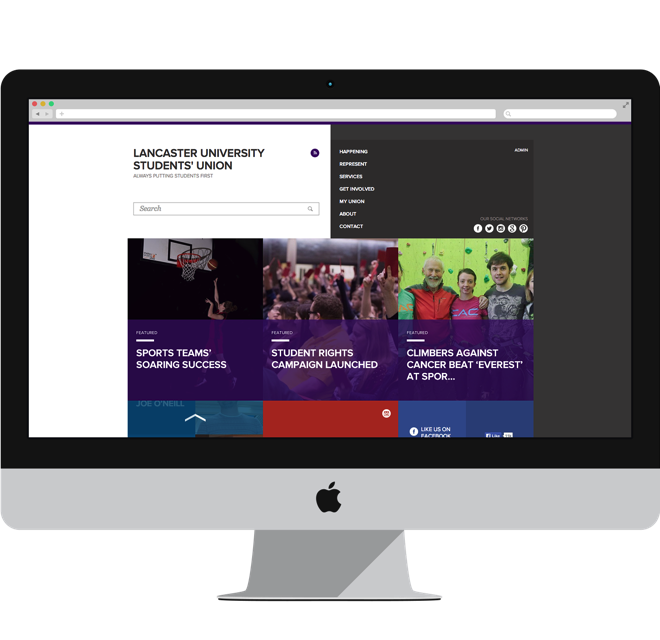 LANCASTER UNIVERSITY
STUDENTS' UNION
ALWAYS PUTTING STUDENTS FIRST
Search
HAPPENING
ADMIN
REPRESENT
SERVICES
GET INVOLVED
MY UNION
ABOUT
CONTACT
OUR SOCIAL NETWORKS
FEATURED
SPORTS TEAMS'
SOARING SUCCESS
FEATURED
STUDENT RIGHTS
CAMPAIGN LAUNCHED
FEATURED
CLIMBERS AGAINST
CANCER BEAT ‘EVEREST’
AT SPOR...
CAC
JOE O'NEILL
LIKE US ON
FACEBOOK
Like